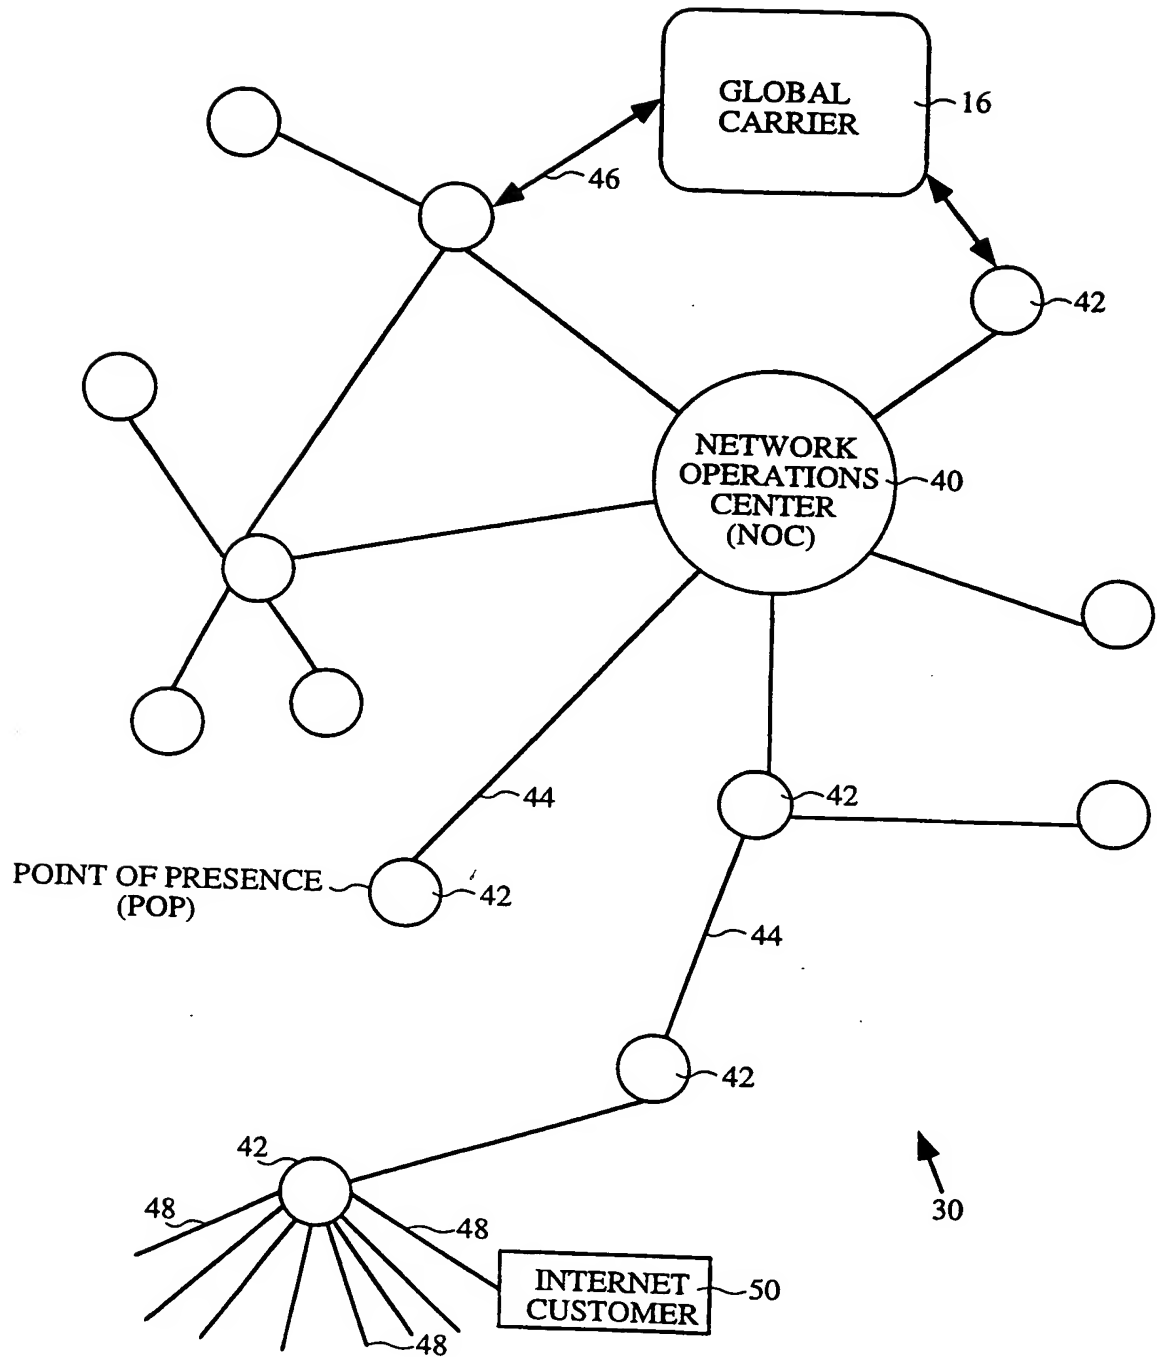 GLOBAL
CARRIER
16
46
42
NETWORK
OPERATIONS
CENTER
(NOC)
40
44
42
POINT OF PRESENCE
(POP)
42
44
42
42
48
48
30
INTERNET
CUSTOMER
50
48